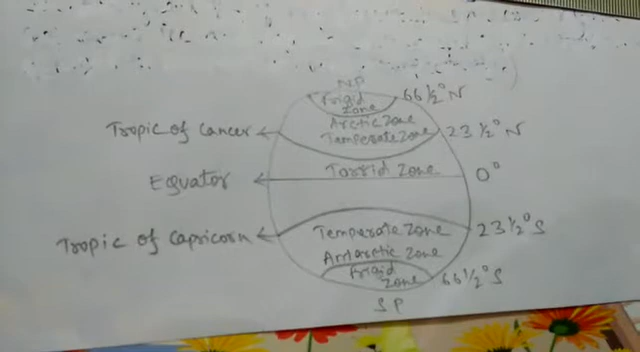 NP
Frigid zone
66 1/2° N
Arctic Zone
Tropic of Cancer
Temperate Zone
23 1/2° N
Equator
Torrid Zone
0°
Tropic of Capricorn
Temperate Zone
23 1/2° S
Antarctic Zone
Frigid zone
66 1/2° S
SP